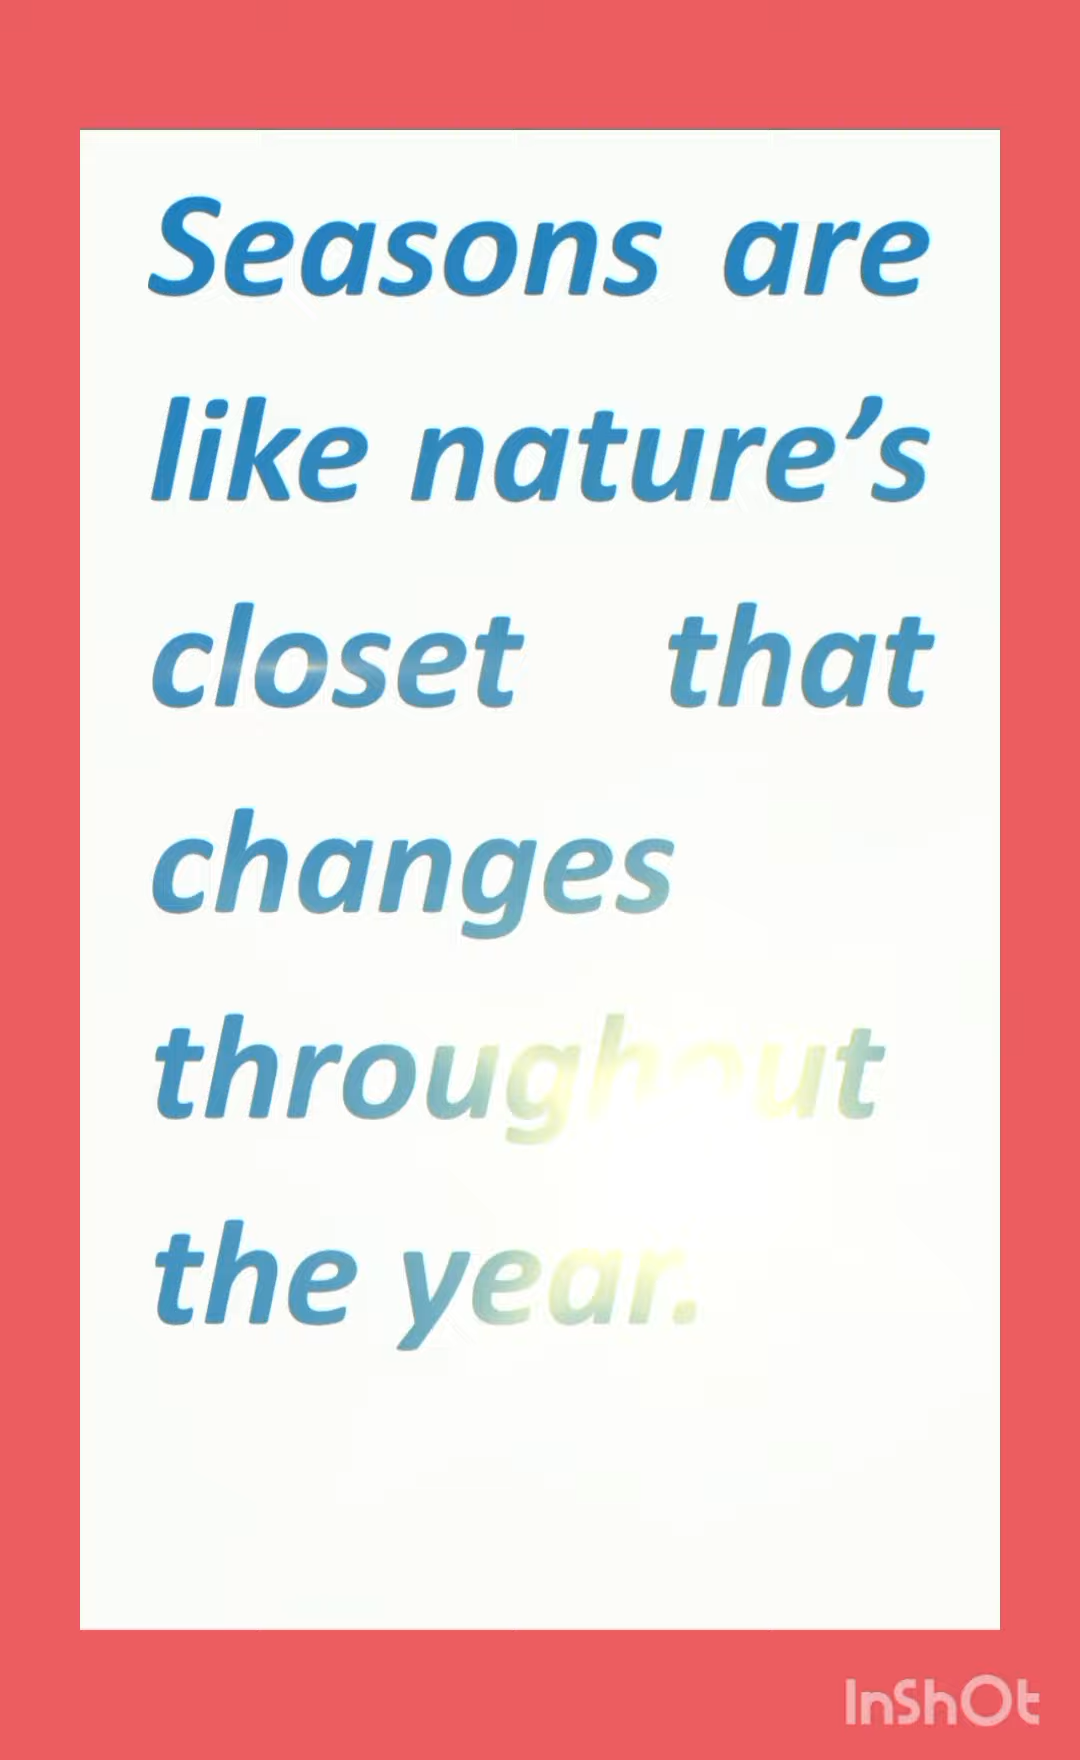 Seasons are
like nature’s
closet that
changes
throughout
the year.
InShOt